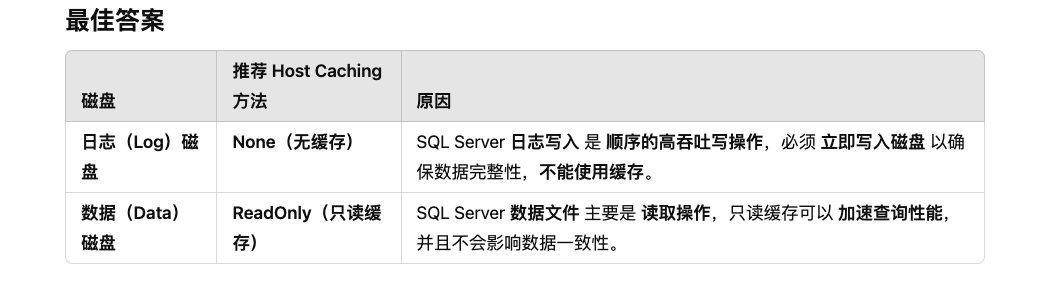 最佳答案
磁盘
推荐 Host Caching
方法
原因
日志（Log）磁
盘
None（无缓存）
SQL Server 日志写入 是 顺序的高吞吐写操作，必须 立即写入磁盘 以确
保数据完整性，不能使用缓存。
数据（Data）
磁盘
ReadOnly（只读缓
存）
SQL Server 数据文件 主要是 读取操作，只读缓存可以 加速查询性能，
并且不会影响数据一致性。